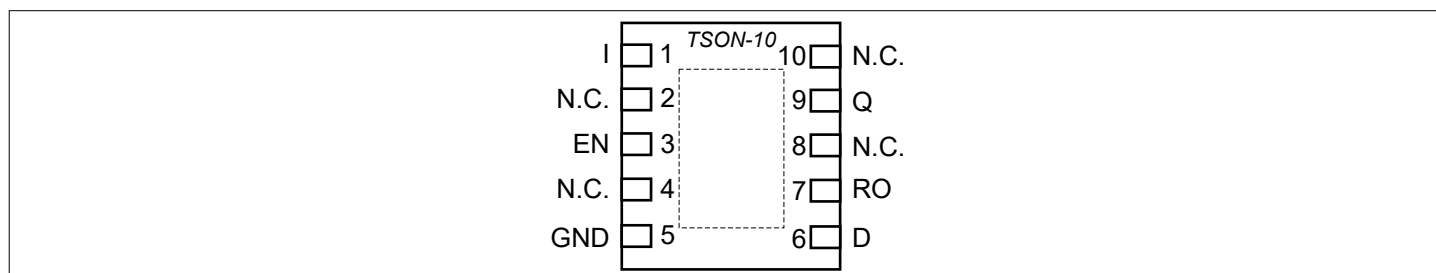 TSON-10
I 1 10 N.C.
N.C. 2 9 Q
EN 3 8 N.C.
N.C. 4 7 RO
GND 5 6 D